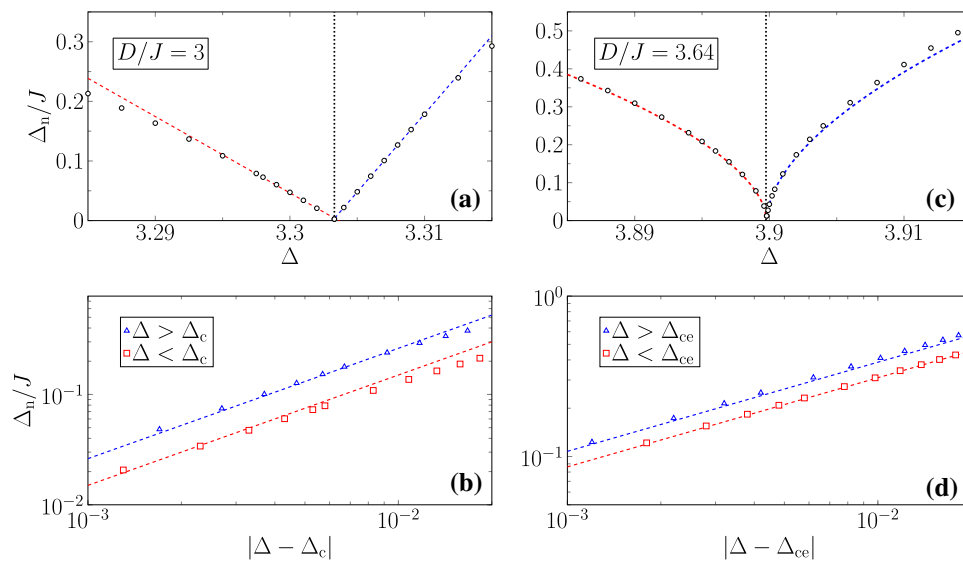 0.3
0.2
0.1
0
Δn/J
D/J = 3
(a)
3.29
3.3
3.31
Δ
0.5
0.4
0.3
0.2
0.1
0
D/J = 3.64
(c)
3.89
3.9
3.91
Δ
10⁻¹
10⁻²
Δn/J
Δ > Δc
Δ < Δc
(b)
10⁻³
10⁻²
|Δ − Δc|
10⁰
10⁻¹
Δ > Δce
Δ < Δce
(d)
10⁻³
10⁻²
|Δ − Δce|